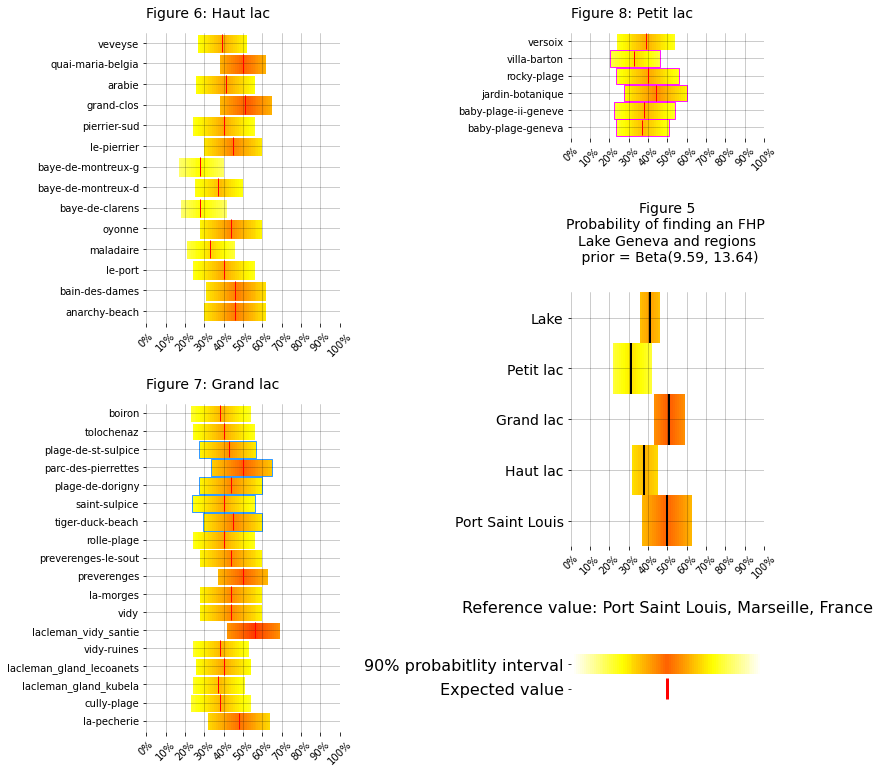 Figure 6: Haut lac
veveyse
quai-maria-belgia
arabie
grand-clos
pierrier-sud
le-pierrier
baye-de-montreux-g
baye-de-montreux-d
baye-de-clarens
oyonne
maladaire
le-port
bain-des-dames
anarchy-beach
0% 10% 20% 30% 40% 50% 60% 70% 80% 90% 100%
Figure 7: Grand lac
boiron
tolochenaz
plage-de-st-sulpice
parc-des-pierrettes
plage-de-dorigny
saint-sulpice
tiger-duck-beach
rolle-plage
preverenges-le-sout
preverenges
la-morges
vidy
lacleman_vidy_santie
vidy-ruines
lacleman_gland_lecoanets
lacleman_gland_kubela
cully-plage
la-pecherie
0% 10% 20% 30% 40% 50% 60% 70% 80% 90% 100%
Figure 8: Petit lac
versoix
villa-barton
rocky-plage
jardin-botanique
baby-plage-ii-geneve
baby-plage-geneva
0% 10% 20% 30% 40% 50% 60% 70% 80% 90% 100%
Figure 5
Probability of finding an FHP
Lake Geneva and regions
prior = Beta(9.59, 13.64)
Lake
Petit lac
Grand lac
Haut lac
Port Saint Louis
0% 10% 20% 30% 40% 50% 60% 70% 80% 90% 100%
Reference value: Port Saint Louis, Marseille, France
90% probabitlity interval
Expected value